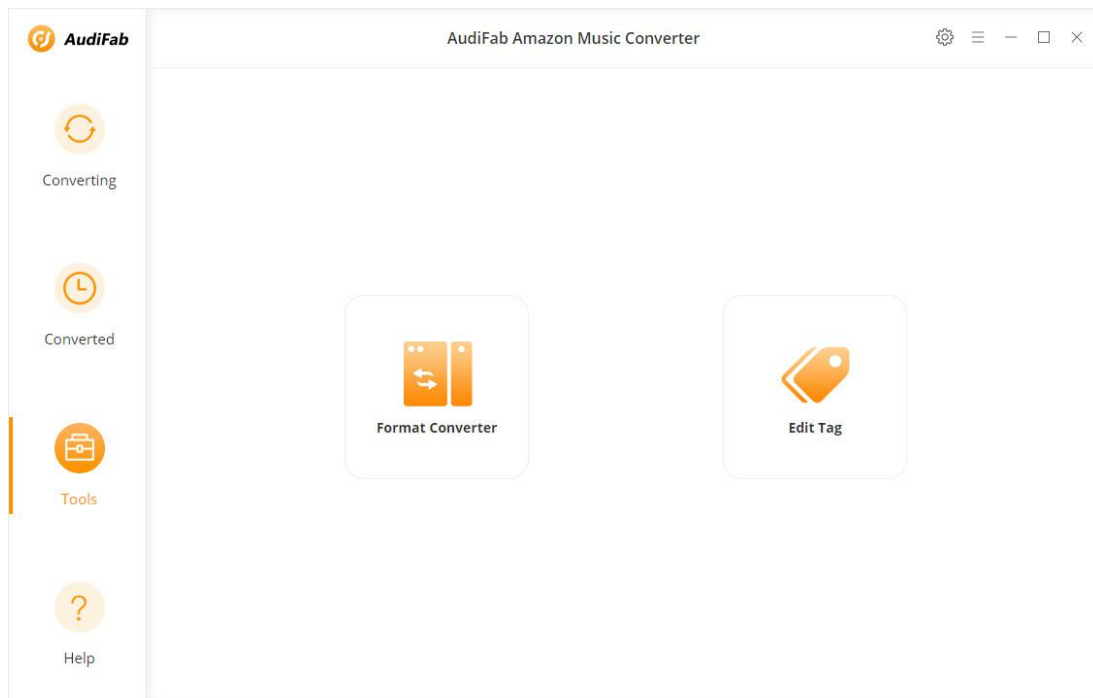 AudiFab
AudiFab Amazon Music Converter
Converting
Converted
Tools
Help
Format Converter
Edit Tag